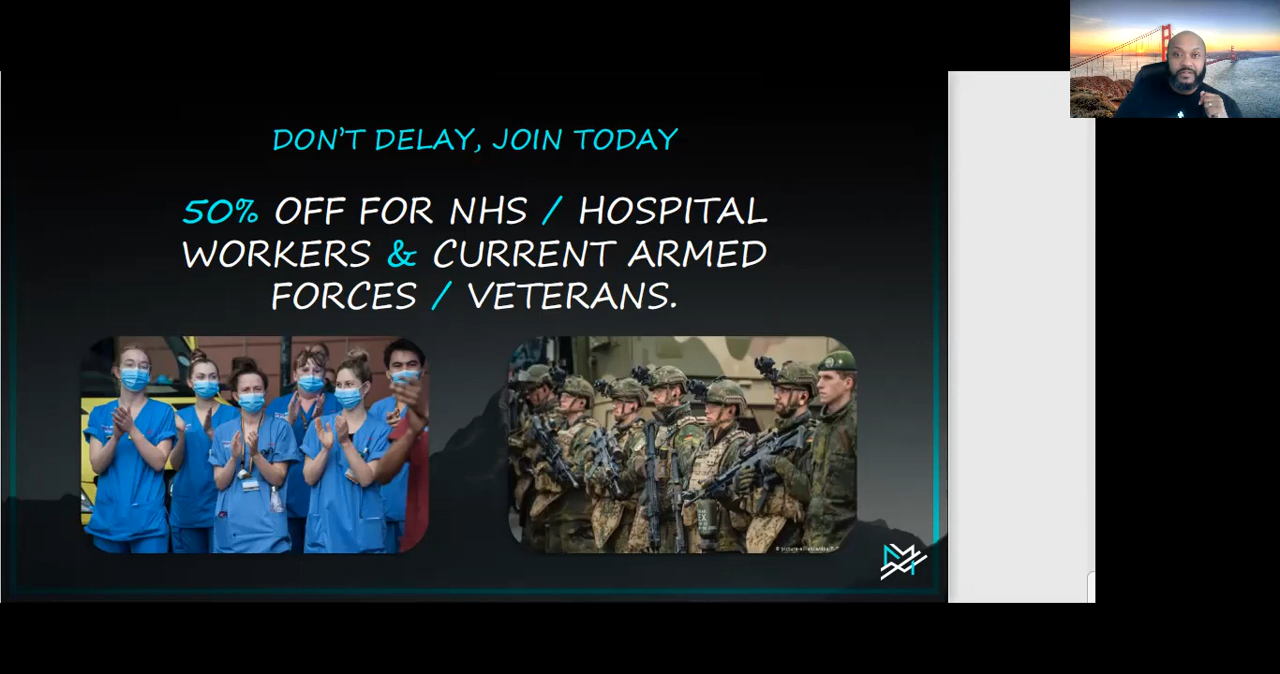 DON'T DELAY, JOIN TODAY
50% OFF FOR NHS / HOSPITAL
WORKERS & CURRENT ARMED
FORCES / VETERANS.